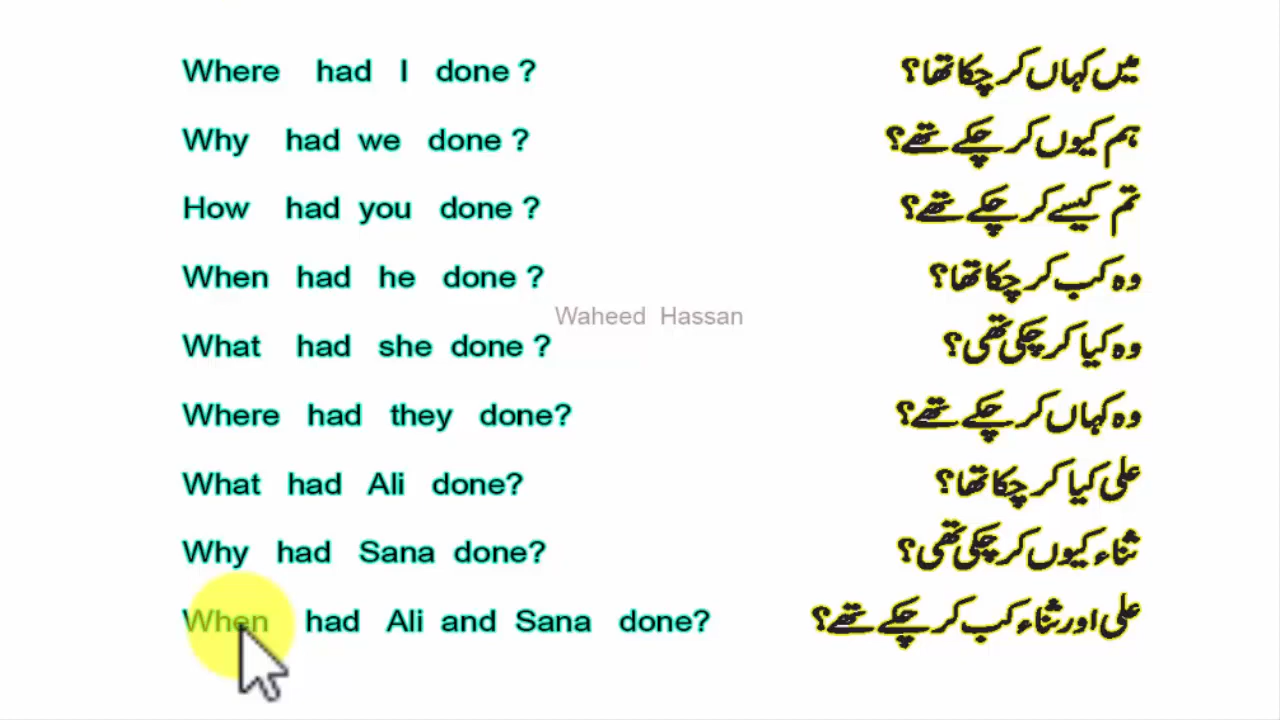 Where had I done ? میں کہاں کر چکا تھا؟
Why had we done ? ہم کیوں کر چکے تھے؟
How had you done ? تم کیسے کر چکے تھے؟
When had he done ? وہ کب کر چکا تھا؟
Waheed Hassan
What had she done ? وہ کیا کر چکی تھی؟
Where had they done? وہ کہاں کر چکے تھے؟
What had Ali done? علی کیا کر چکا تھا؟
Why had Sana done? ثناء کیوں کر چکی تھی؟
When had Ali and Sana done? علی اور ثناء کب کر چکے تھے؟